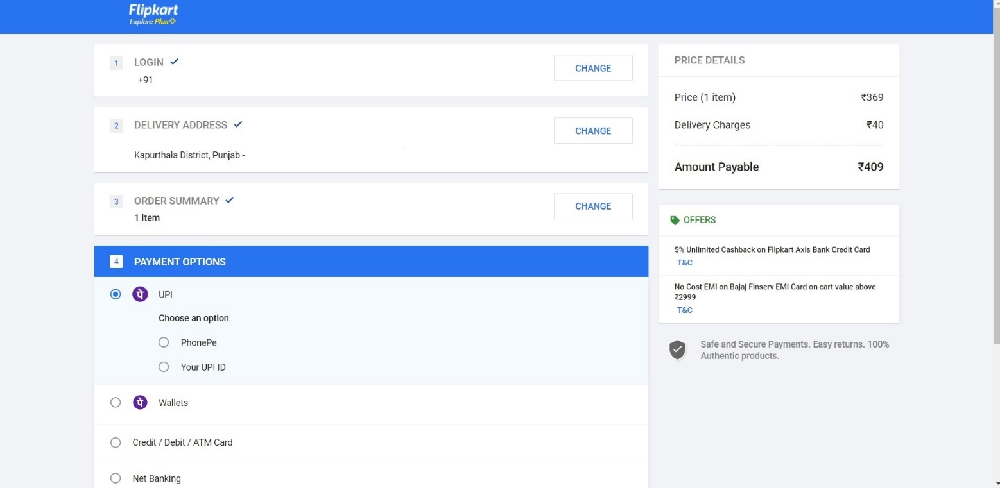 Flipkart
Explore Plus
1 LOGIN
CHANGE
+91
2 DELIVERY ADDRESS
CHANGE
Kapurthala District, Punjab -
3 ORDER SUMMARY
CHANGE
1 Item
4 PAYMENT OPTIONS
पे UPI
Choose an option
PhonePe
Your UPI ID
पे Wallets
Credit / Debit / ATM Card
Net Banking
PRICE DETAILS
Price (1 item) ₹369
Delivery Charges ₹40
Amount Payable ₹409
OFFERS
5% Unlimited Cashback on Flipkart Axis Bank Credit Card
T&C
No Cost EMI on Bajaj Finserv EMI Card on cart value above
₹2999
T&C
Safe and Secure Payments. Easy returns. 100%
Authentic products.